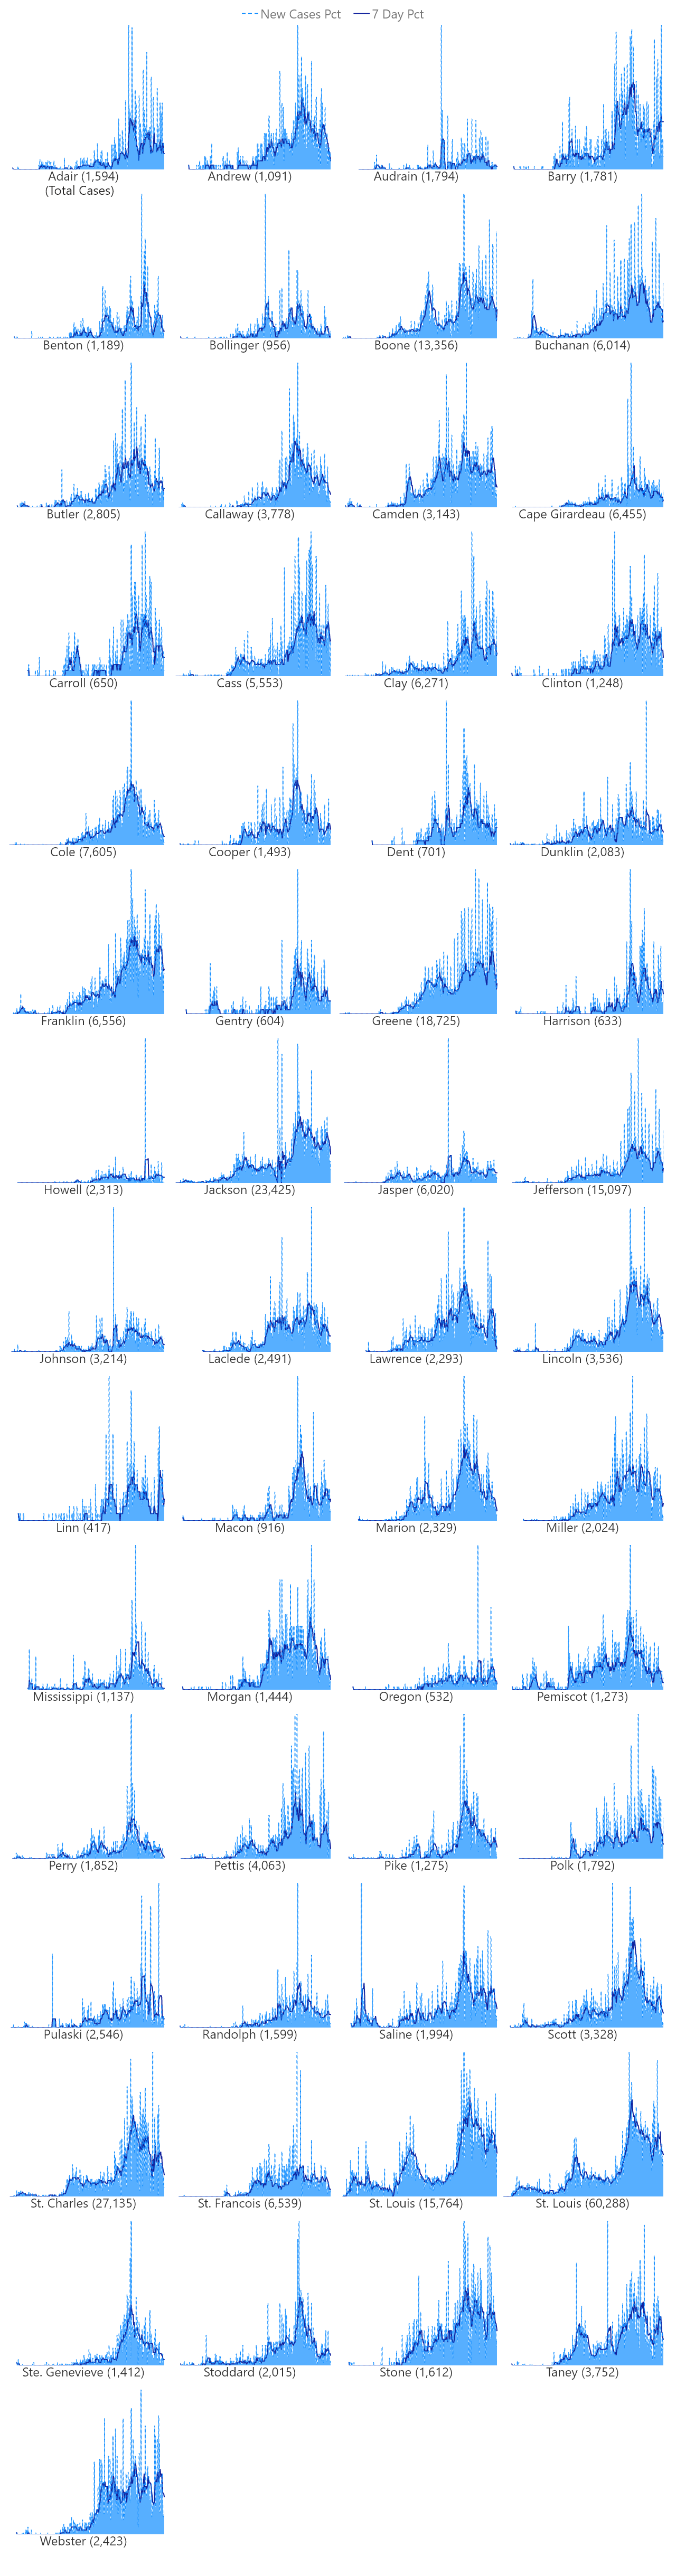 New Cases Pct 7 Day Pct
Adair (1,594) Andrew (1,091) Audrain (1,794) Barry (1,781)
(Total Cases)
Benton (1,189) Bollinger (956) Boone (13,356) Buchanan (6,014)
Butler (2,805) Callaway (3,778) Camden (3,143) Cape Girardeau (6,455)
Carroll (650) Cass (5,553) Clay (6,271) Clinton (1,248)
Cole (7,605) Cooper (1,493) Dent (701) Dunklin (2,083)
Franklin (6,556) Gentry (604) Greene (18,725) Harrison (633)
Howell (2,313) Jackson (23,425) Jasper (6,020) Jefferson (15,097)
Johnson (3,214) Laclede (2,491) Lawrence (2,293) Lincoln (3,536)
Linn (417) Macon (916) Marion (2,329) Miller (2,024)
Mississippi (1,137) Morgan (1,444) Oregon (532) Pemiscot (1,273)
Perry (1,852) Pettis (4,063) Pike (1,275) Polk (1,792)
Pulaski (2,546) Randolph (1,599) Saline (1,994) Scott (3,328)
St. Charles (27,135) St. Francois (6,539) St. Louis (15,764) St. Louis (60,288)
Ste. Genevieve (1,412) Stoddard (2,015) Stone (1,612) Taney (3,752)
Webster (2,423)